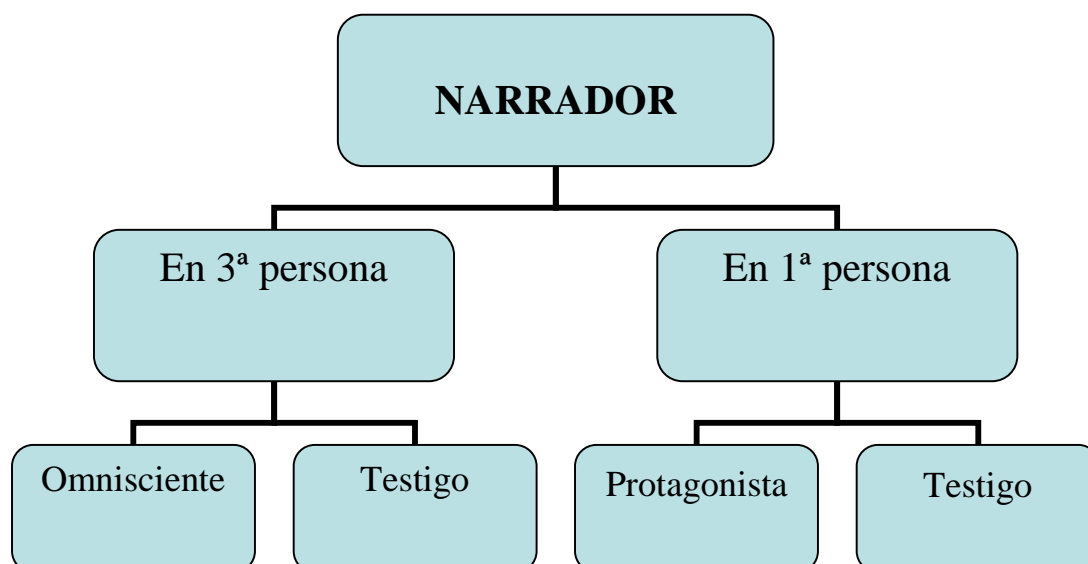 NARRADOR
En 3ª persona
En 1ª persona
Omnisciente
Testigo
Protagonista
Testigo